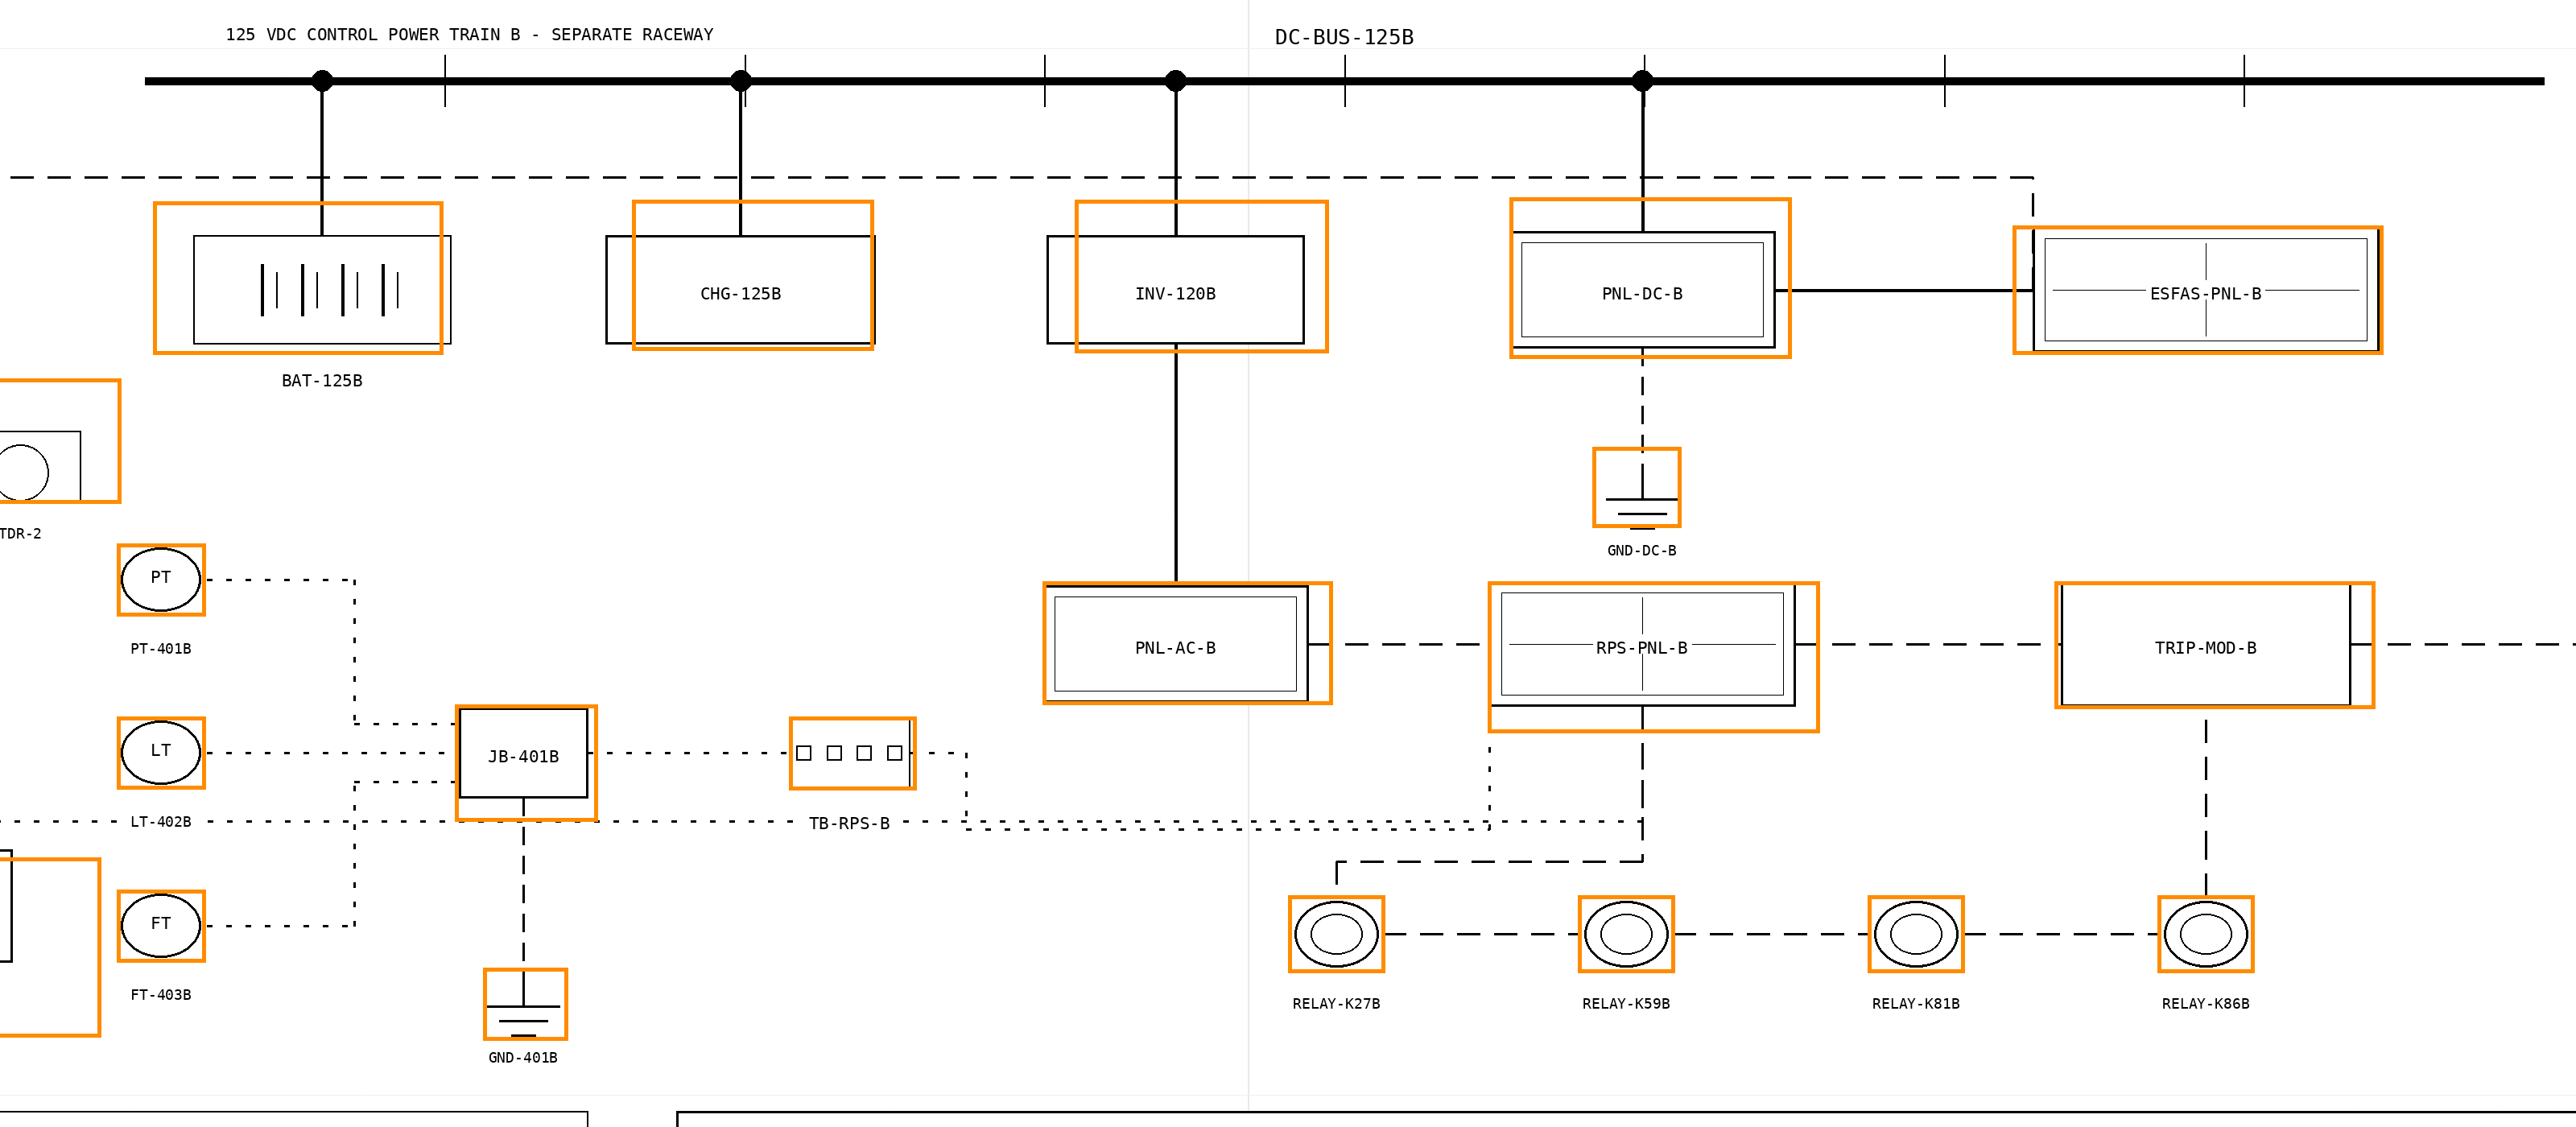 125 VDC CONTROL POWER TRAIN B - SEPARATE RACEWAY
DC-BUS-125B
CHG-125B
INV-120B
PNL-DC-B
ESFAS-PNL-B
BAT-125B
TDR-2
GND-DC-B
PT
PT-401B
PNL-AC-B
RPS-PNL-B
TRIP-MOD-B
LT
JB-401B
LT-402B
TB-RPS-B
FT
FT-403B
RELAY-K27B
RELAY-K59B
RELAY-K81B
RELAY-K86B
GND-401B